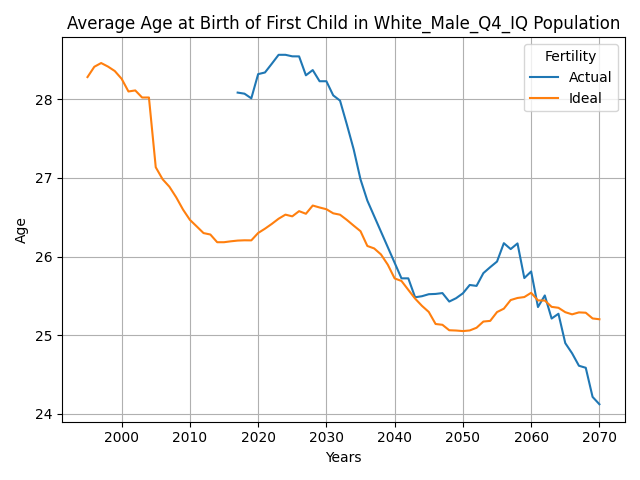 Average Age at Birth of First Child in White_Male_Q4_IQ Population
Fertility
Actual
Ideal
28
27
26
25
24
Age
2000
2010
2020
2030
2040
2050
2060
2070
Years